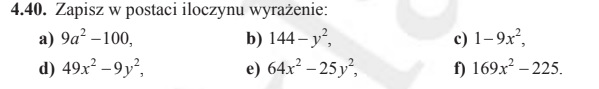 4.40. Zapisz w postaci iloczynu wyrażenie:
a) 9a² –100, b) 144 – y², c) 1–9x²,
d) 49x² –9y², e) 64x² –25y², f) 169x² –225.